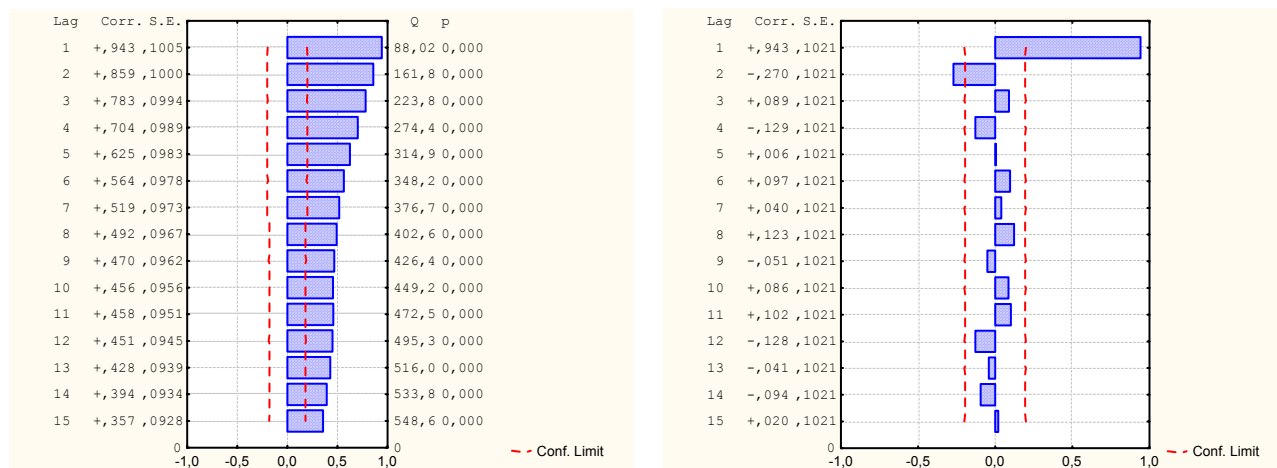 Lag Corr. S.E. Q p
1 +,943 ,1005 88,02 0,000
2 +,859 ,1000 161,8 0,000
3 +,783 ,0994 223,8 0,000
4 +,704 ,0989 274,4 0,000
5 +,625 ,0983 314,9 0,000
6 +,564 ,0978 348,2 0,000
7 +,519 ,0973 376,7 0,000
8 +,492 ,0967 402,6 0,000
9 +,470 ,0962 426,4 0,000
10 +,456 ,0956 449,2 0,000
11 +,458 ,0951 472,5 0,000
12 +,451 ,0945 495,3 0,000
13 +,428 ,0939 516,0 0,000
14 +,394 ,0934 533,8 0,000
15 +,357 ,0928 548,6 0,000
0 0
-1,0 -0,5 0,0 0,5 1,0
Conf. Limit
Lag Corr. S.E.
1 +,943 ,1021
2 -,270 ,1021
3 +,089 ,1021
4 -,129 ,1021
5 +,006 ,1021
6 +,097 ,1021
7 +,040 ,1021
8 +,123 ,1021
9 -,051 ,1021
10 +,086 ,1021
11 +,102 ,1021
12 -,128 ,1021
13 -,041 ,1021
14 -,094 ,1021
15 +,020 ,1021
0
-1,0 -0,5 0,0 0,5 1,0
Conf. Limit